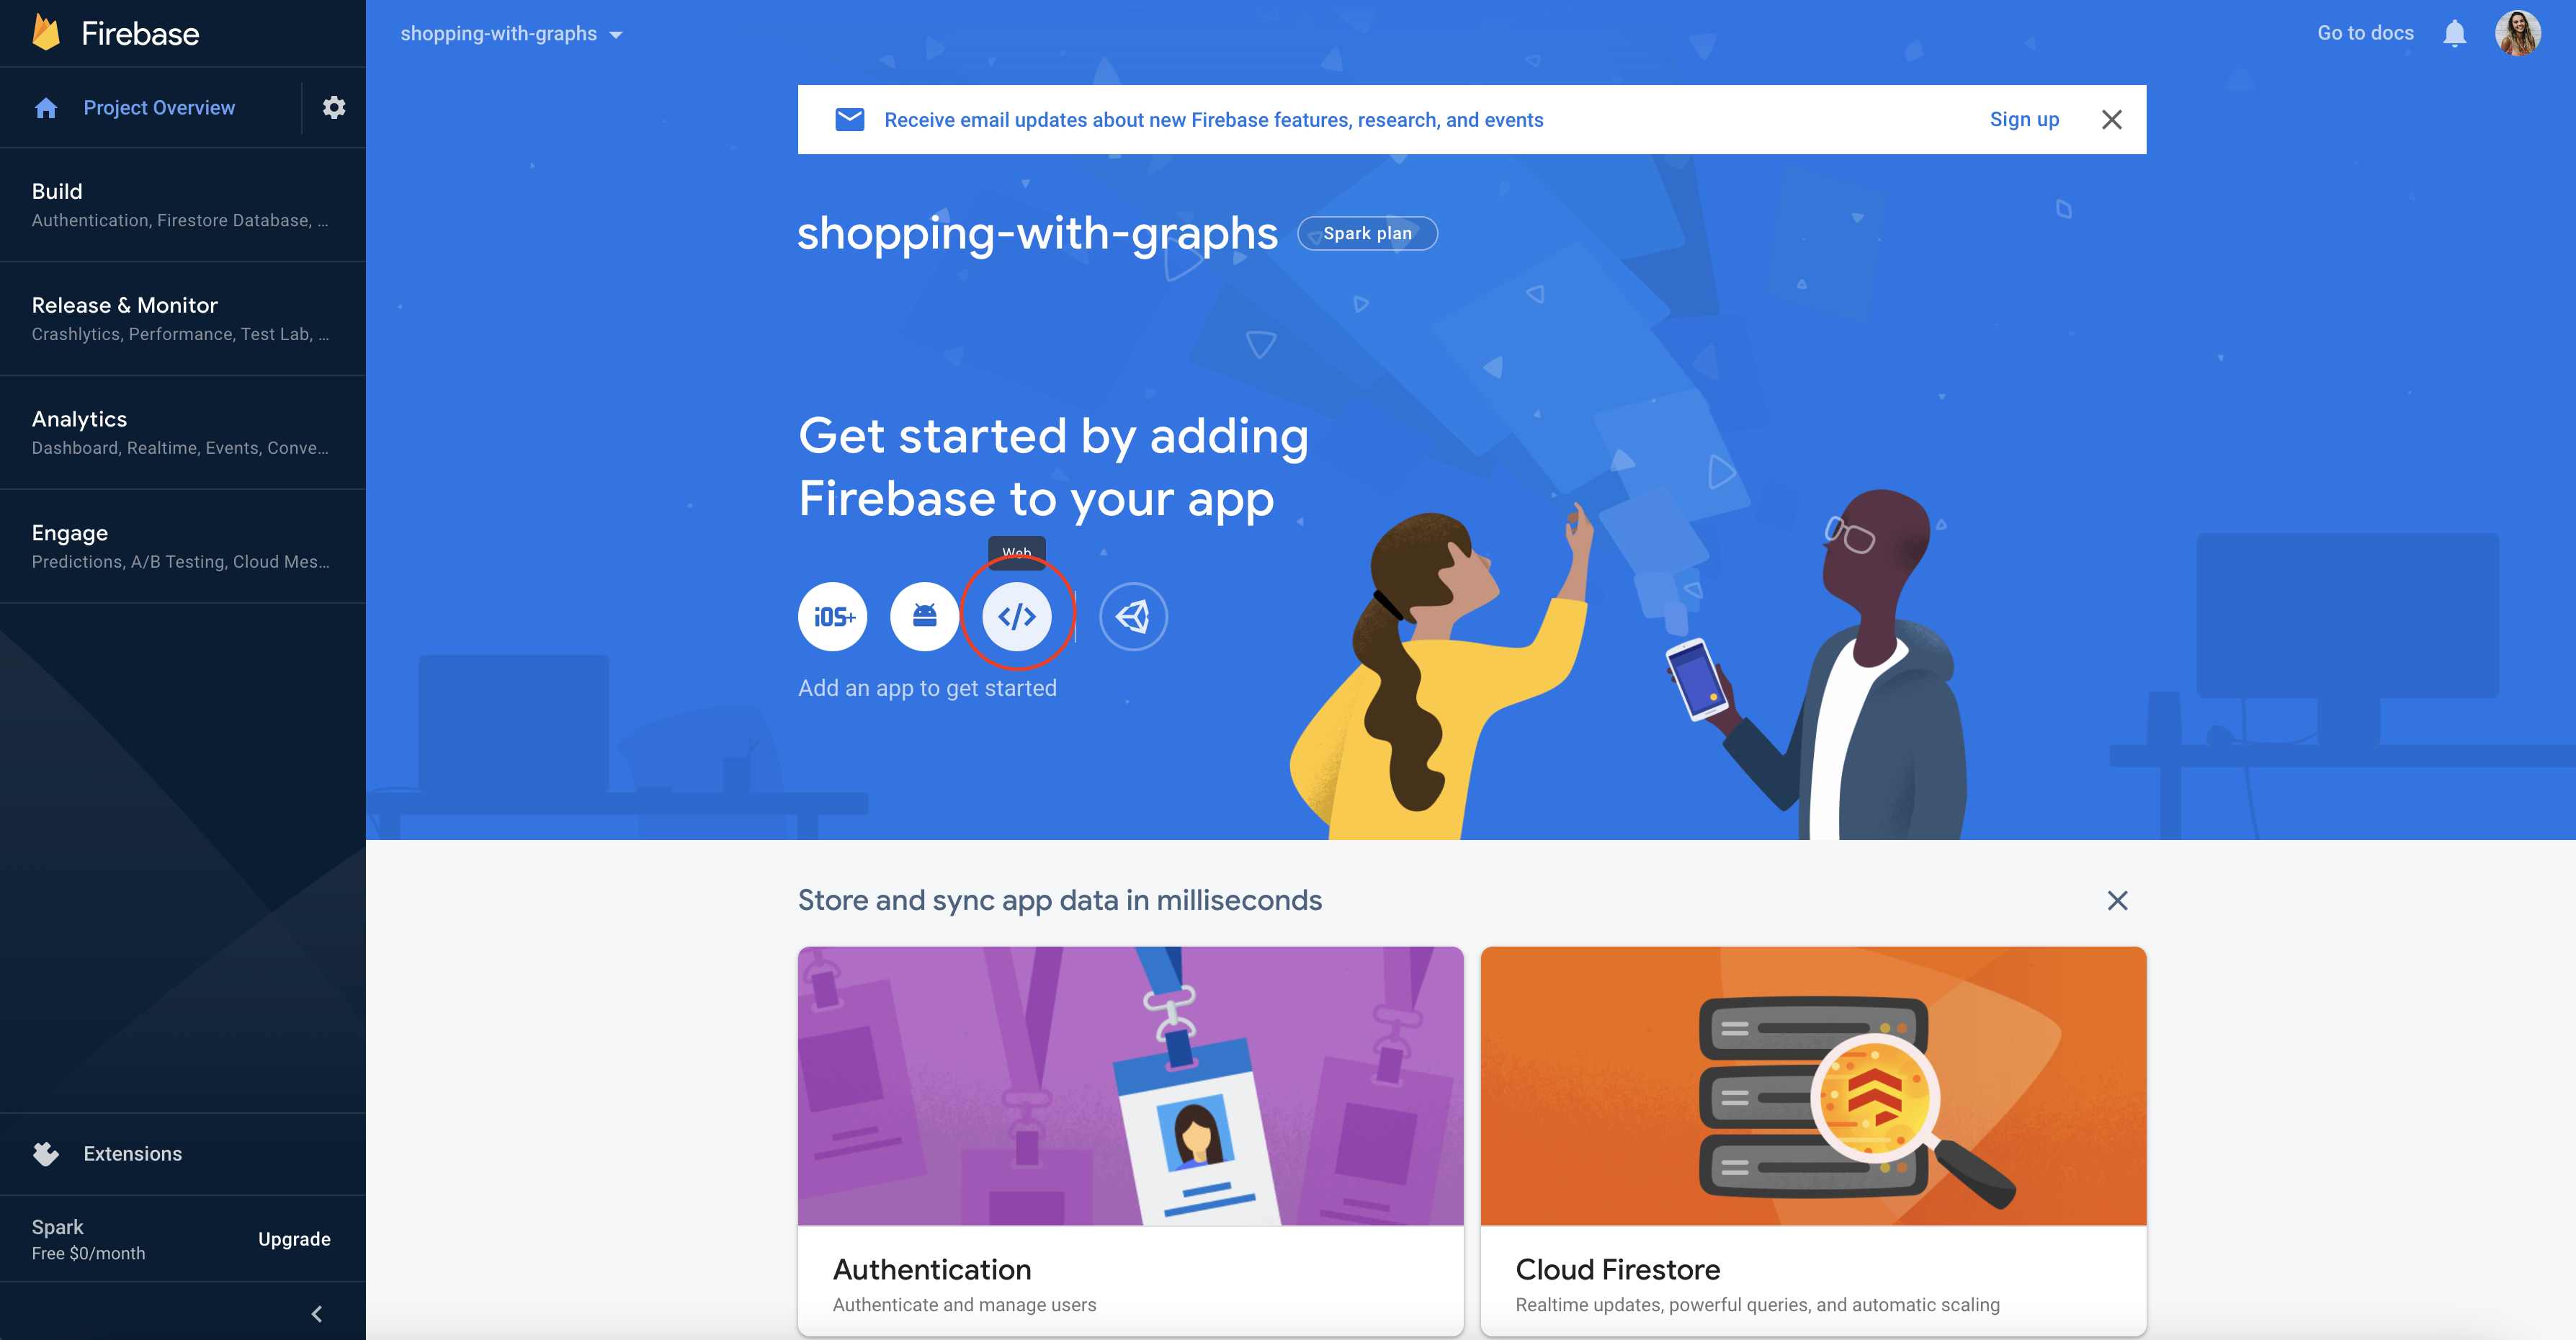 Firebase
shopping-with-graphs
Go to docs
Project Overview
Receive email updates about new Firebase features, research, and events
Sign up
Build
Authentication, Firestore Database, ...
shopping-with-graphs
Spark plan
Release & Monitor
Crashlytics, Performance, Test Lab, ...
Analytics
Dashboard, Realtime, Events, Conve...
Get started by adding
Firebase to your app
Engage
Predictions, A/B Testing, Cloud Mes...
Web
iOS+
</>
Add an app to get started
Store and sync app data in milliseconds
Extensions
Spark
Free $0/month
Upgrade
Authentication
Authenticate and manage users
Cloud Firestore
Realtime updates, powerful queries, and automatic scaling